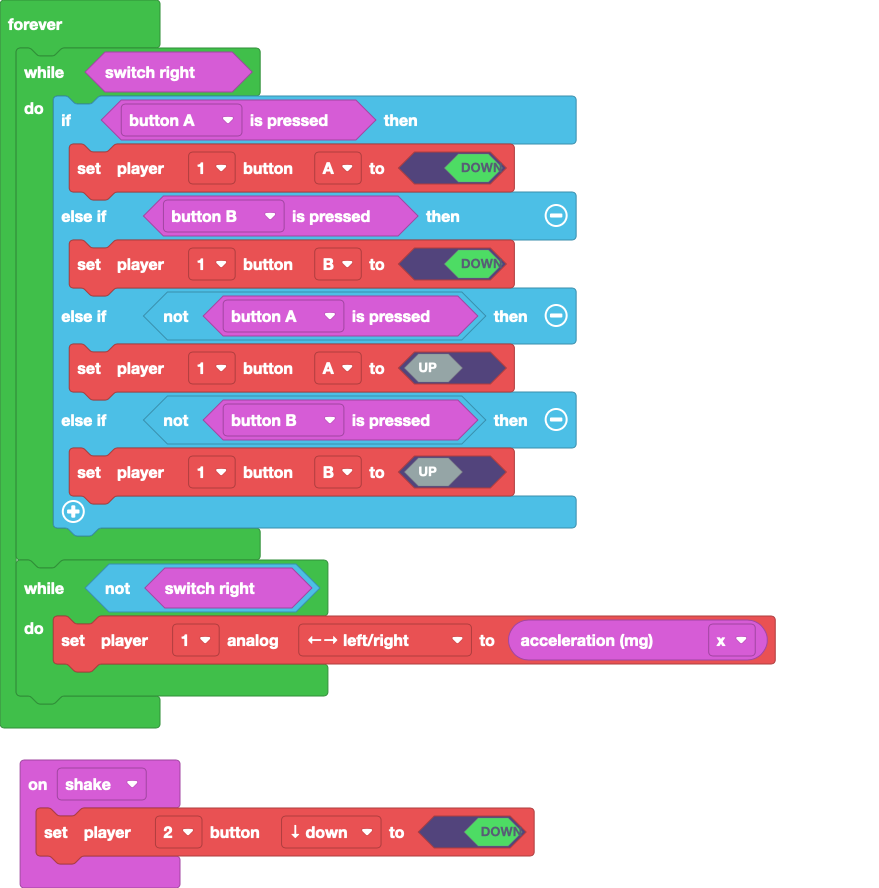 forever
while switch right
do
if button A is pressed then
set player 1 button A to DOWN
else if button B is pressed then
set player 1 button B to DOWN
else if not button A is pressed then
set player 1 button A to UP
else if not button B is pressed then
set player 1 button B to UP
while not switch right
do
set player 1 analog ←→ left/right to acceleration (mg) x
on shake
set player 2 button ↓ down to DOWN